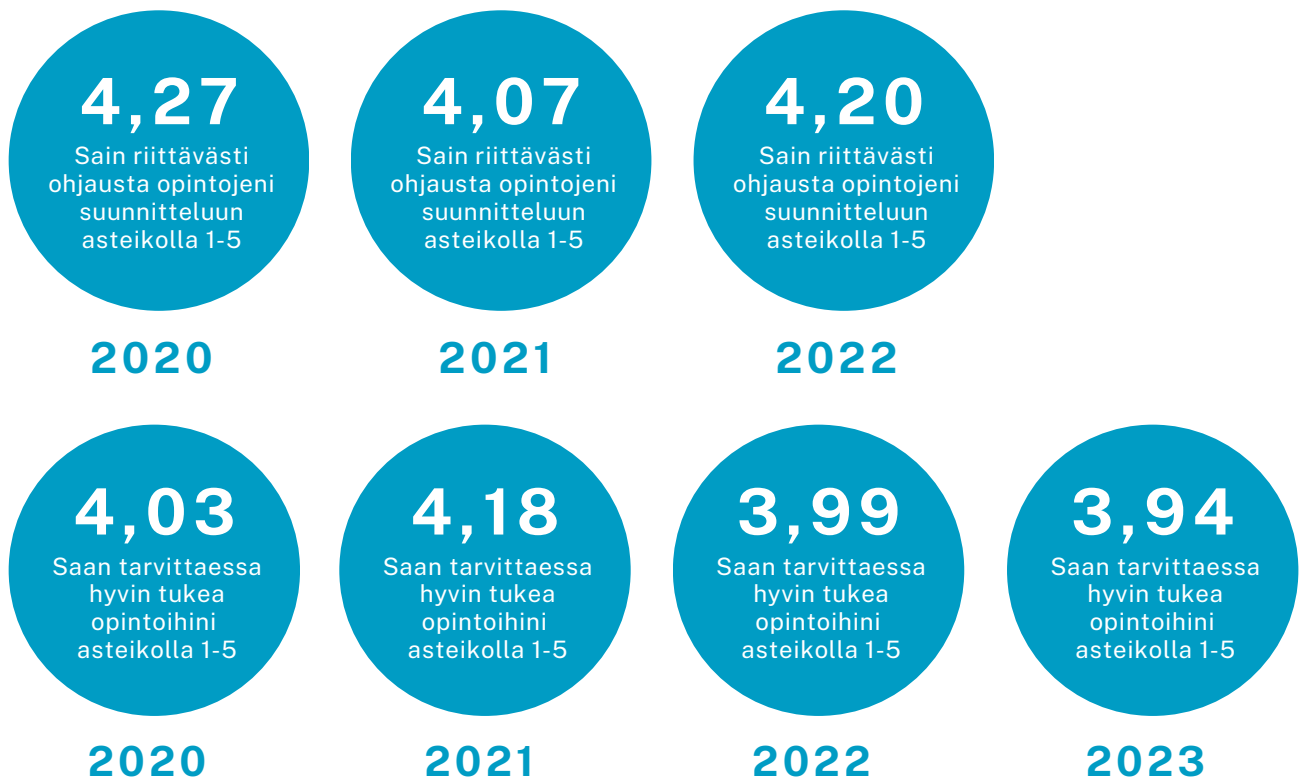 4,27
Sain riittävästi
ohjausta opintojeni
suunnitteluun
asteikolla 1-5
2020
4,07
Sain riittävästi
ohjausta opintojeni
suunnitteluun
asteikolla 1-5
2021
4,20
Sain riittävästi
ohjausta opintojeni
suunnitteluun
asteikolla 1-5
2022
4,03
Saan tarvittaessa
hyvin tukea
opintoihini
asteikolla 1-5
2020
4,18
Saan tarvittaessa
hyvin tukea
opintoihini
asteikolla 1-5
2021
3,99
Saan tarvittaessa
hyvin tukea
opintoihini
asteikolla 1-5
2022
3,94
Saan tarvittaessa
hyvin tukea
opintoihini
asteikolla 1-5
2023